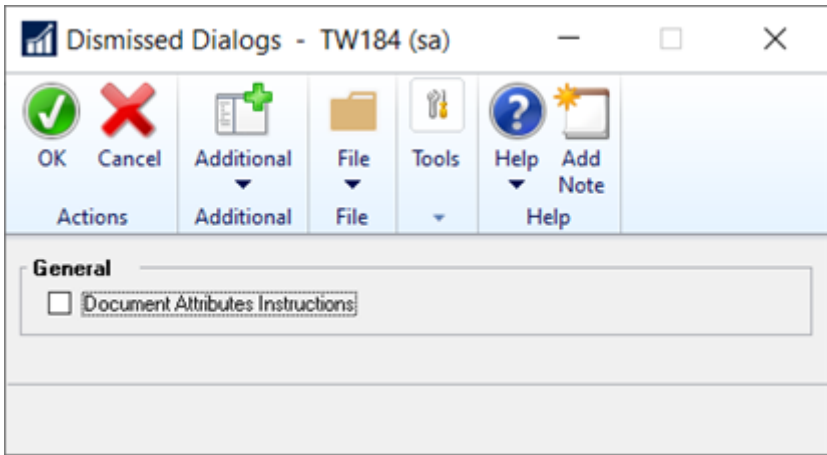 Dismissed Dialogs - TW184 (sa)
OK Cancel Additional File Tools Help Add Note
Actions Additional File Help
General
Document Attributes Instructions